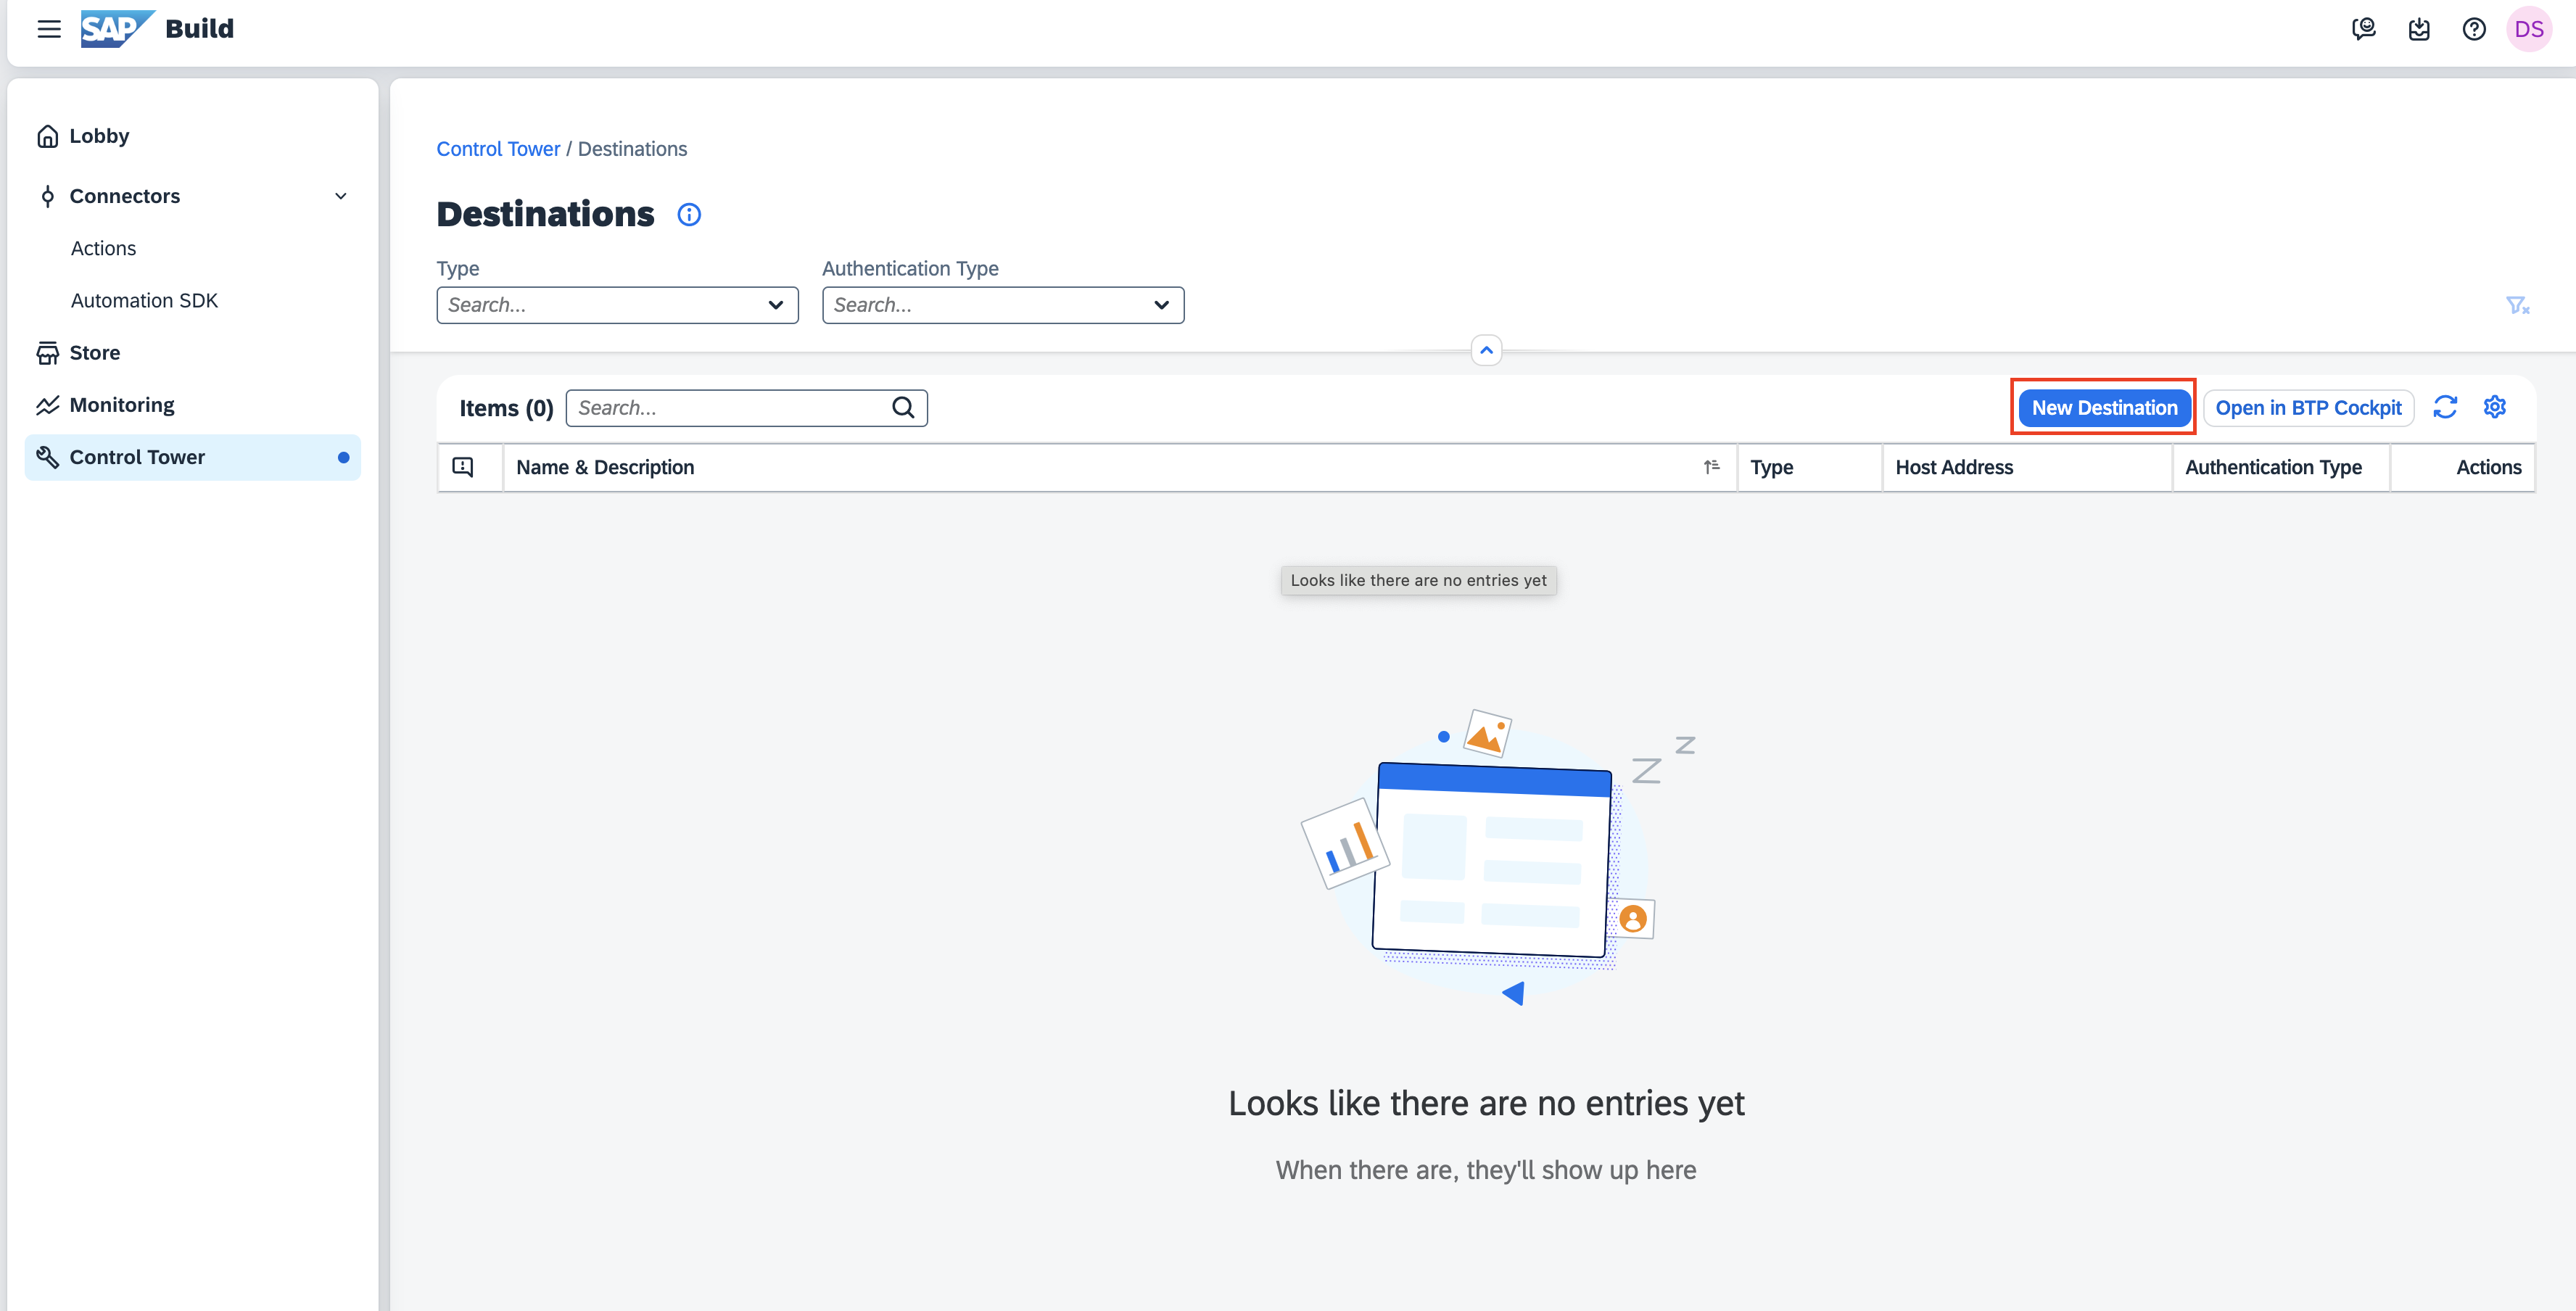 SAP Build
DS
Lobby
Connectors
Actions
Automation SDK
Store
Monitoring
Control Tower
Control Tower / Destinations
Destinations
Type Authentication Type
Search... Search...
Items (0) Search... New Destination Open in BTP Cockpit
Name & Description Type Host Address Authentication Type Actions
Looks like there are no entries yet
Looks like there are no entries yet
When there are, they'll show up here